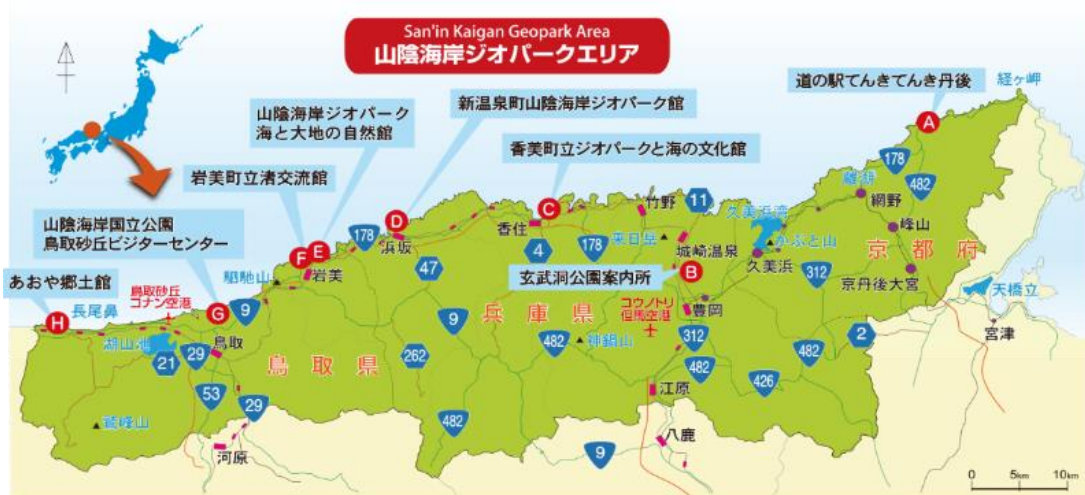 San'in Kaigan Geopark Area
山陰海岸ジオパークエリア
道の駅てんきてんき丹後
経ヶ岬
新温泉町山陰海岸ジオパーク館
山陰海岸ジオパーク
海と大地の自然館
香美町立ジオパークと海の文化館
岩美町立渚交流館
山陰海岸国立公園
鳥取砂丘ビジターセンター
あおや郷土館
玄武洞公園案内所
A
178
482
離湖
網野
峰山
京都府
京丹後大宮
天橋立
宮津
竹野
11
久美浜湾
かぶと山
久美浜
312
C
香住
4
178
来日岳
城崎温泉
B
コウノトリ
但馬空港
豊岡
312
482
2
482
426
D
178
浜坂
47
F
E
岩美
駟馳山
9
兵庫県
482
神鍋山
江原
八鹿
9
鳥取砂丘
コナン空港
G
9
長尾鼻
H
湖山池
21
29
鳥取
鳥取県
262
53
29
482
鷲峰山
河原
0
5km
10km